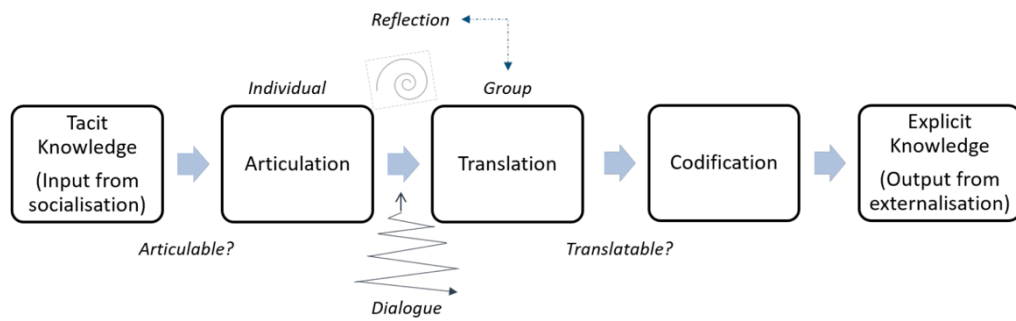 Reflection
Individual
Group
Tacit
Knowledge
(Input from
socialisation)
Articulation
Translation
Codification
Explicit
Knowledge
(Output from
externalisation)
Articulable?
Translatable?
Dialogue